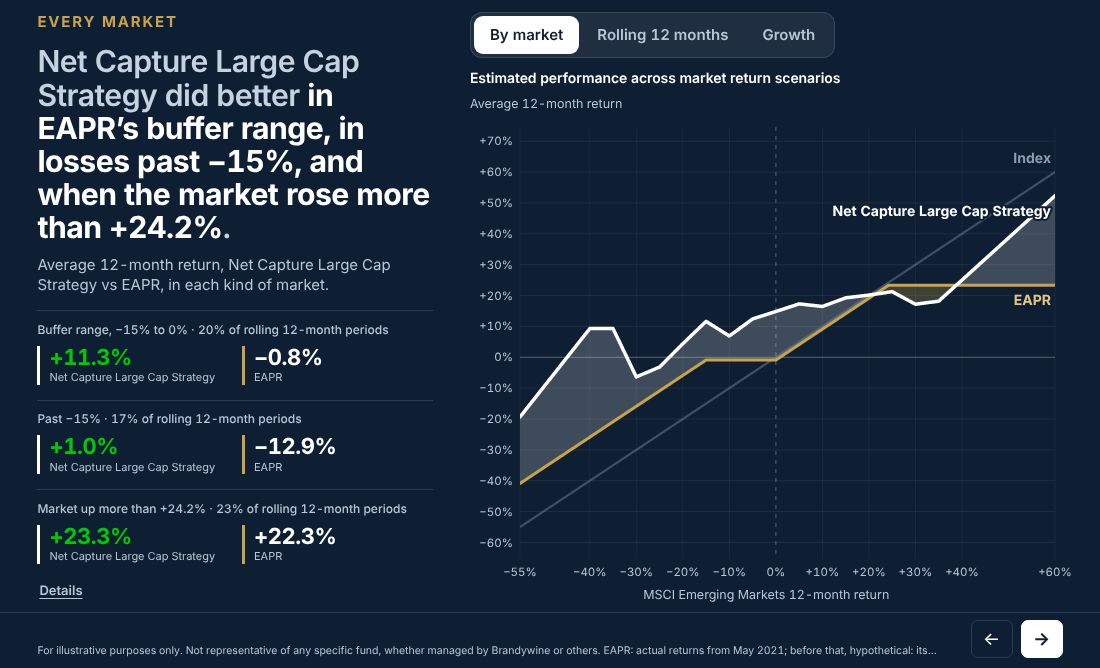 EVERY MARKET
Net Capture Large Cap
Strategy did better in
EAPR’s buffer range, in
losses past −15%, and
when the market rose more
than +24.2%.
Average 12-month return, Net Capture Large Cap
Strategy vs EAPR, in each kind of market.
Buffer range, −15% to 0% · 20% of rolling 12-month periods
+11.3%
Net Capture Large Cap Strategy
−0.8%
EAPR
Past −15% · 17% of rolling 12-month periods
+1.0%
Net Capture Large Cap Strategy
−12.9%
EAPR
Market up more than +24.2% · 23% of rolling 12-month periods
+23.3%
Net Capture Large Cap Strategy
+22.3%
EAPR
Details
By market
Rolling 12 months
Growth
Estimated performance across market return scenarios
Average 12-month return
+70%
+60%
+50%
+40%
+30%
+20%
+10%
0%
−10%
−20%
−30%
−40%
−50%
−60%
Index
Net Capture Large Cap Strategy
EAPR
−55%
−40%
−30%
−20%
−10%
0%
+10%
+20%
+30%
+40%
+60%
MSCI Emerging Markets 12-month return
For illustrative purposes only. Not representative of any specific fund, whether managed by Brandywine or others. EAPR: actual returns from May 2021; before that, hypothetical: its…
←
→